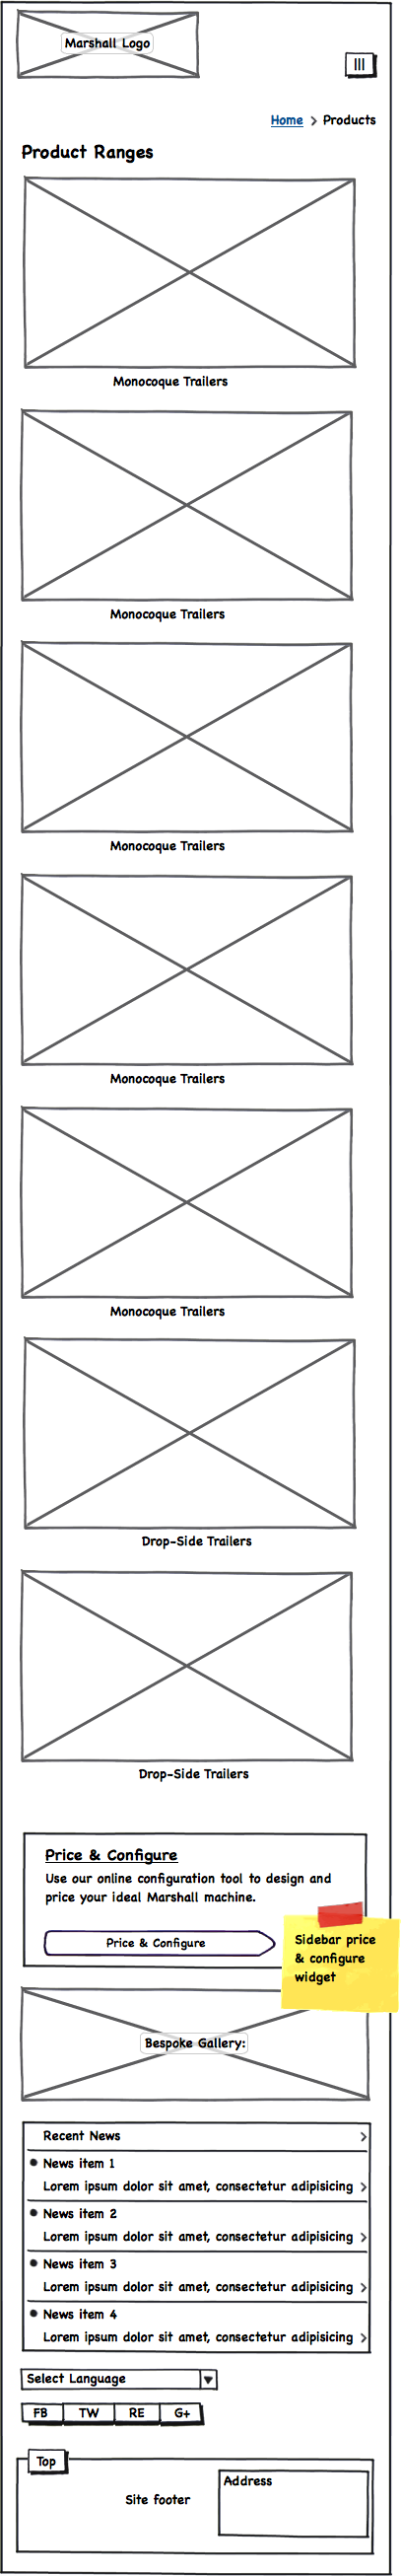 Marshall Logo
Home > Products
Product Ranges
Monocoque Trailers
Monocoque Trailers
Monocoque Trailers
Monocoque Trailers
Monocoque Trailers
Drop-Side Trailers
Drop-Side Trailers
Price & Configure
Use our online configuration tool to design and
price your ideal Marshall machine.
Price & Configure
Sidebar price
& configure
widget
Bespoke Gallery:
Recent News
News item 1
Lorem ipsum dolor sit amet, consectetur adipisicing
News item 2
Lorem ipsum dolor sit amet, consectetur adipisicing
News item 3
Lorem ipsum dolor sit amet, consectetur adipisicing
News item 4
Lorem ipsum dolor sit amet, consectetur adipisicing
Select Language
FB TW RE G+
Top
Site footer
Address